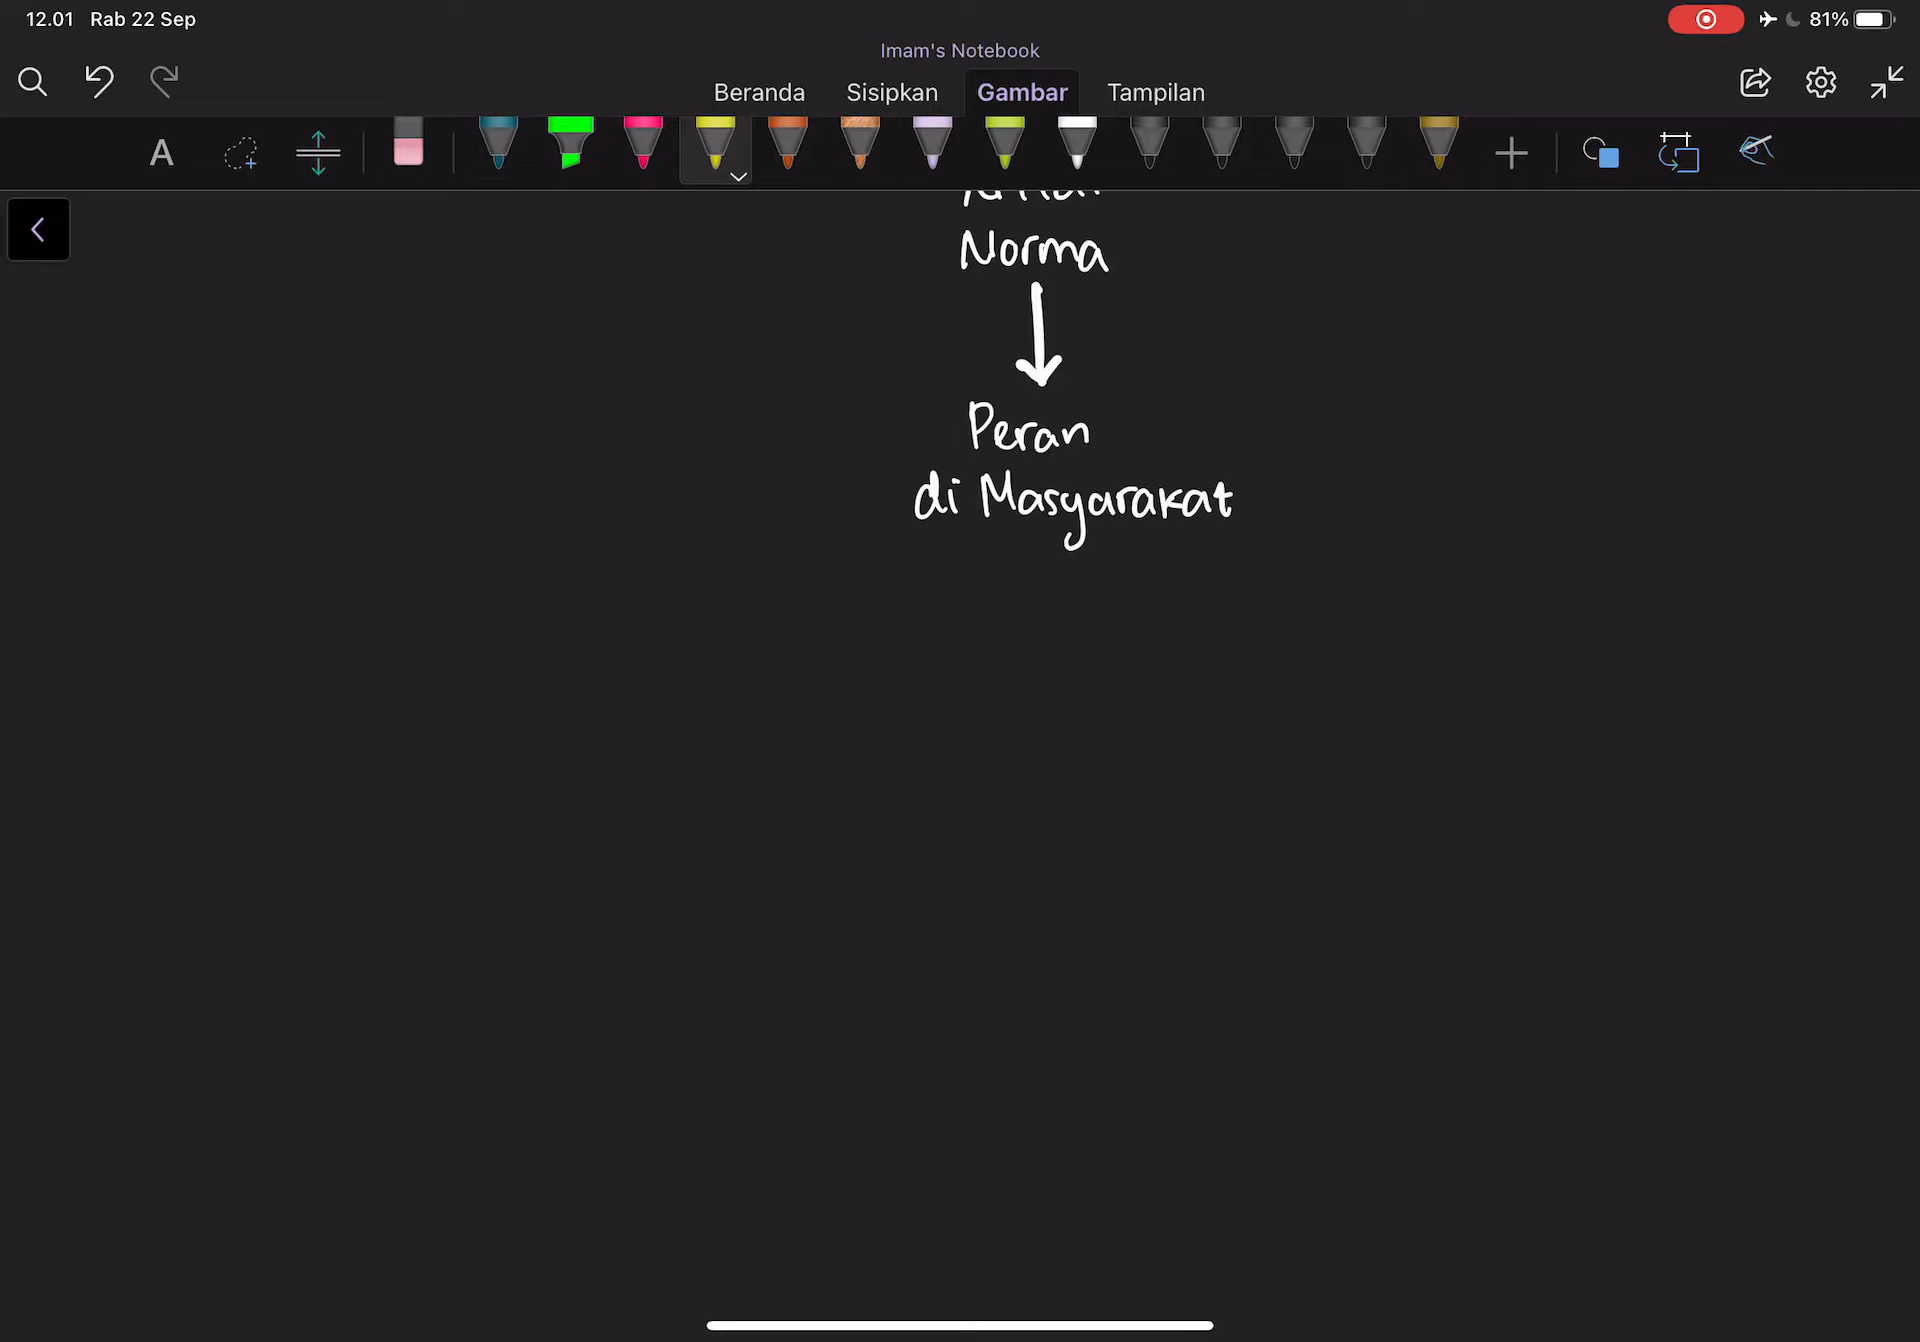 12.01 Rab 22 Sep
81%
Imam's Notebook
Beranda Sisipkan Gambar Tampilan
A
Norma
Peran
di Masyarakat